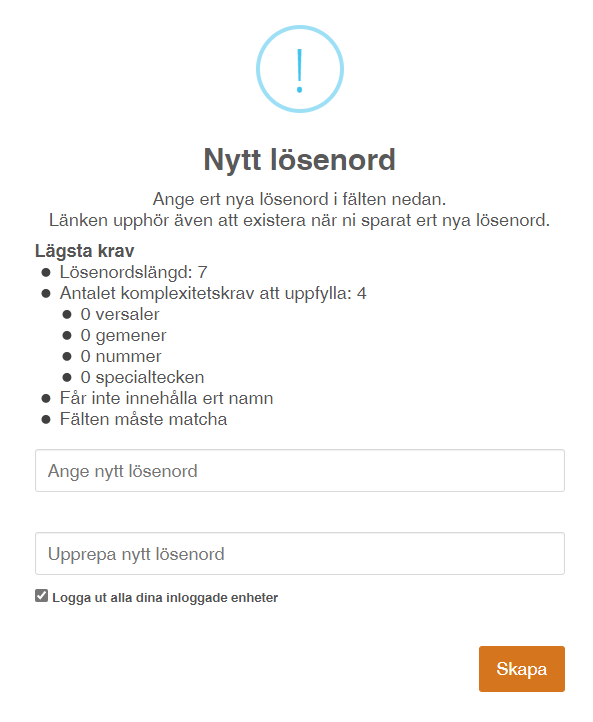 !
Nytt lösenord
Ange ert nya lösenord i fälten nedan.
Länken upphör även att existera när ni sparat ert nya lösenord.
Lägsta krav
Lösenordslängd: 7
Antalet komplexitetskrav att uppfylla: 4
0 versaler
0 gemener
0 nummer
0 specialtecken
Får inte innehålla ert namn
Fälten måste matcha
Ange nytt lösenord
Upprepa nytt lösenord
Logga ut alla dina inloggade enheter
Skapa